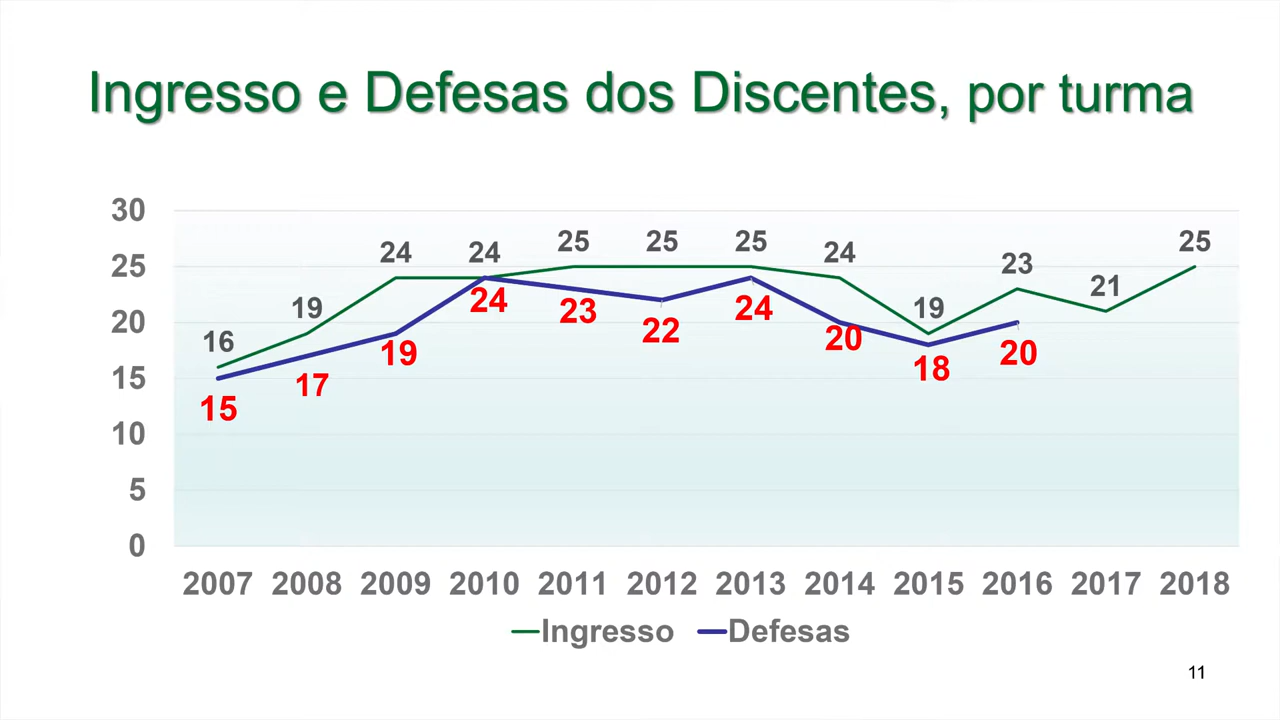 Ingresso e Defesas dos Discentes, por turma
30
25
20
15
10
5
0
16 19 24 24 25 25 25 24 19 23 21 25
15 17 19 24 23 22 24 20 18 20
2007 2008 2009 2010 2011 2012 2013 2014 2015 2016 2017 2018
Ingresso Defesas
11